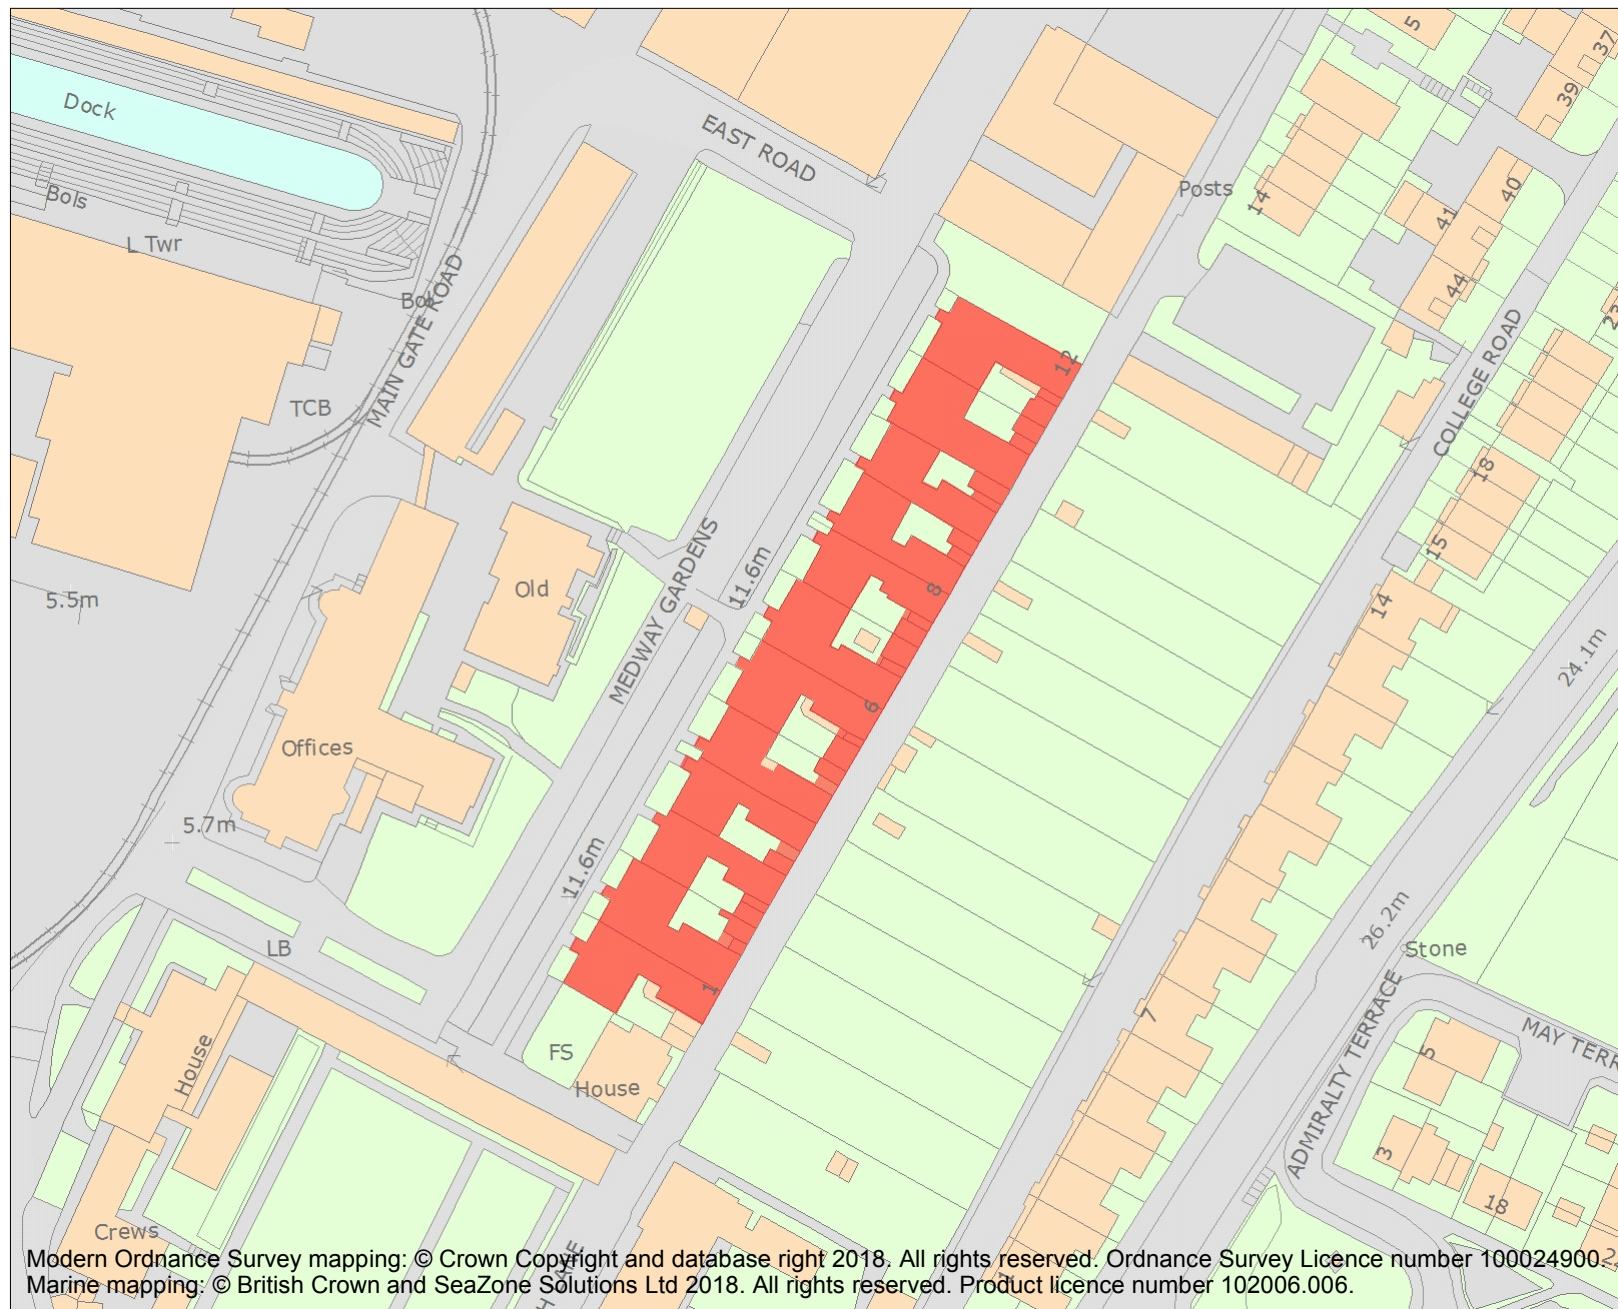 5
37
39
Dock
EAST ROAD
Posts
14
40
41
Bols
L Twr
44
Bol
MAIN GATE ROAD
23
COLLEGE ROAD
12
TCB
18
15
11.6m
8
Old
5.5m
14
MEDWAY GARDENS
24.1m
6
Offices
5.7m
11.6m
26.2m
LB
Stone
1
ADMIRALTY TERRACE
7
MAY TERR
FS
House
5
House
3
18
Crews
1
Modern Ordnance Survey mapping: © Crown Copyright and database right 2018. All rights reserved. Ordnance Survey Licence number 100024900.
Marine mapping: © British Crown and SeaZone Solutions Ltd 2018. All rights reserved. Product licence number 102006.006.